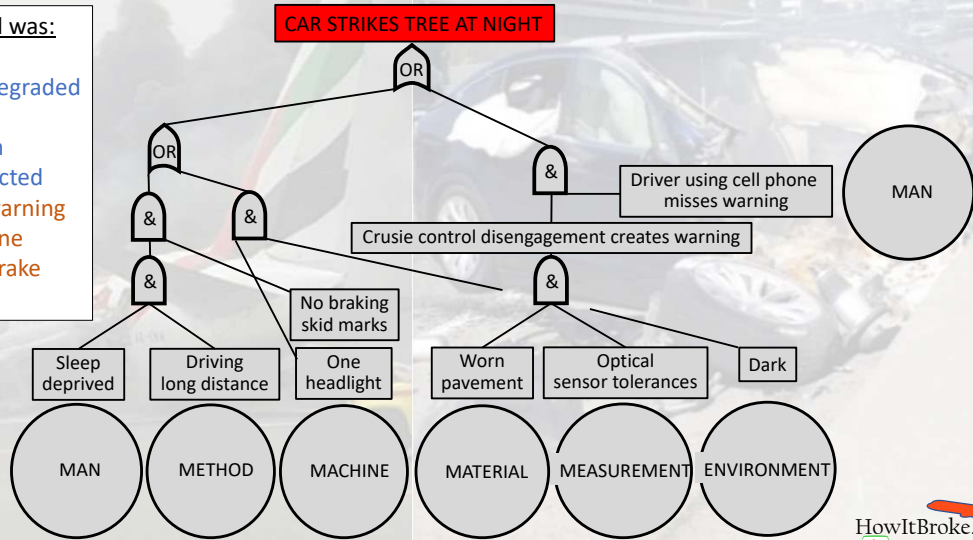 CAR STRIKES TREE AT NIGHT
was:
egraded
cted
arning
ne
rake
OR
OR
&
Driver using cell phone
misses warning
MAN
&
&
Crusie control disengagement creates warning
&
&
No braking
skid marks
Sleep
deprived
Driving
long distance
One
headlight
Worn
pavement
Optical
sensor tolerances
Dark
MAN
METHOD
MACHINE
MATERIAL
MEASUREMENT
ENVIRONMENT
HowItBroke.